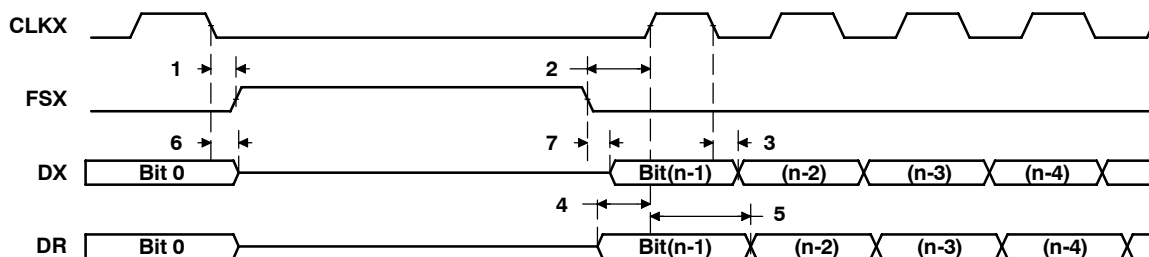 CLKX
1 2
FSX
6 7 3
DX Bit 0 Bit(n-1) (n-2) (n-3) (n-4)
4 5
DR Bit 0 Bit(n-1) (n-2) (n-3) (n-4)